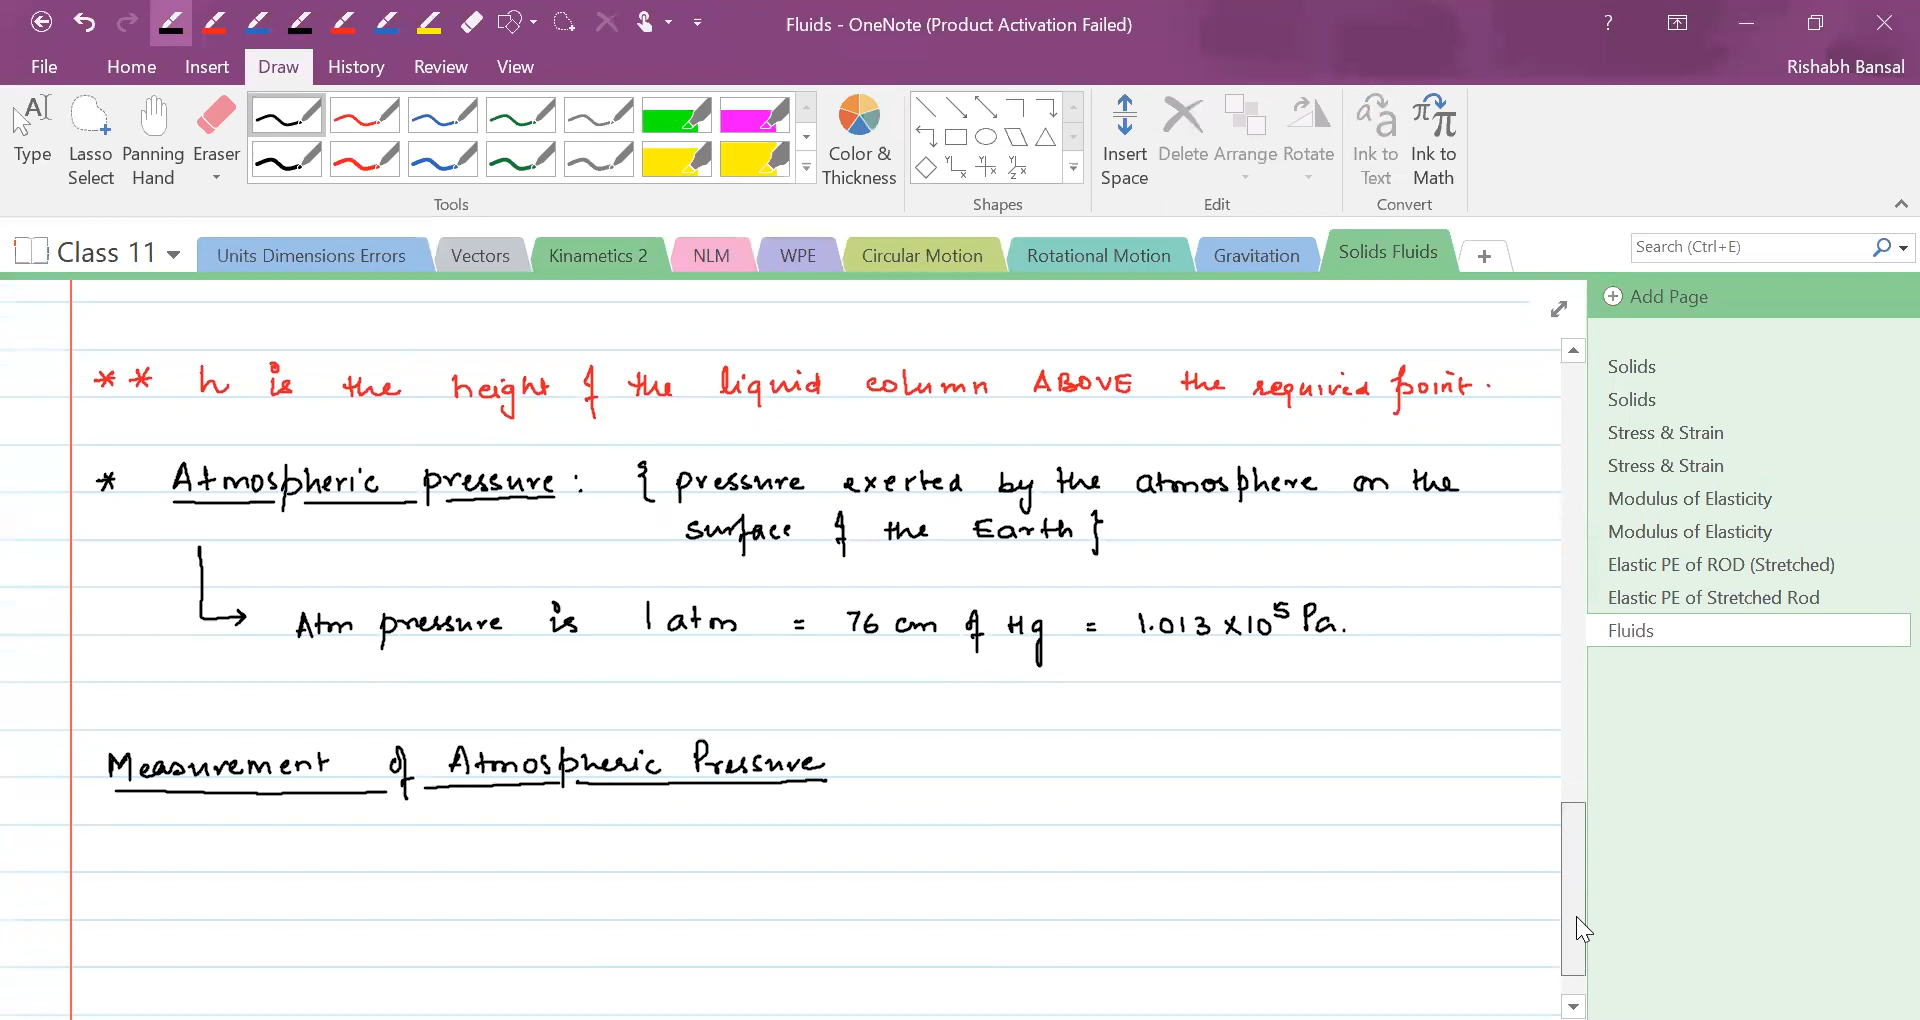 Fluids - OneNote (Product Activation Failed)
?
File Home Insert Draw History Review View
Rishabh Bansal
Type
Lasso Select
Panning Hand
Eraser
Color & Thickness
Insert Space
Delete
Arrange
Rotate
Ink to Text
Ink to Math
Tools
Shapes
Edit
Convert
Class 11
Units Dimensions Errors
Vectors
Kinametics 2
NLM
WPE
Circular Motion
Rotational Motion
Gravitation
Solids Fluids
Search (Ctrl+E)
** h is the height of the liquid column ABOVE the required point.
* Atmospheric pressure: { pressure exerted by the atmosphere on the
surface of the Earth }
Atm pressure is 1 atm = 76 cm of Hg = 1.013 x10⁵ Pa.
Measurement of Atmospheric Pressure
Add Page
Solids
Solids
Stress & Strain
Stress & Strain
Modulus of Elasticity
Modulus of Elasticity
Elastic PE of ROD (Stretched)
Elastic PE of Stretched Rod
Fluids